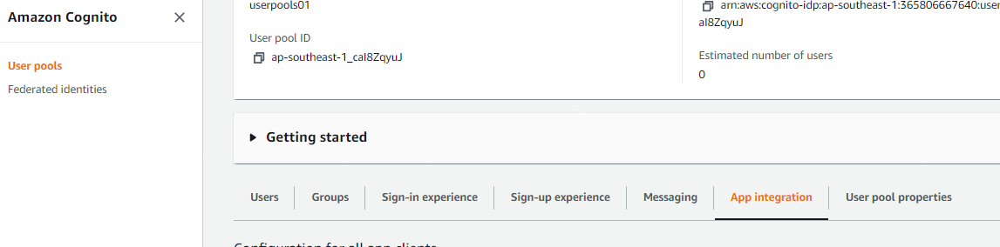 Amazon Cognito
User pools
Federated identities
userpools01
User pool ID
ap-southeast-1_caI8ZqyuJ
arn:aws:cognito-idp:ap-southeast-1:365806667640:user
aI8ZqyuJ
Estimated number of users
0
Getting started
Users
Groups
Sign-in experience
Sign-up experience
Messaging
App integration
User pool properties
Configuration for all app clients